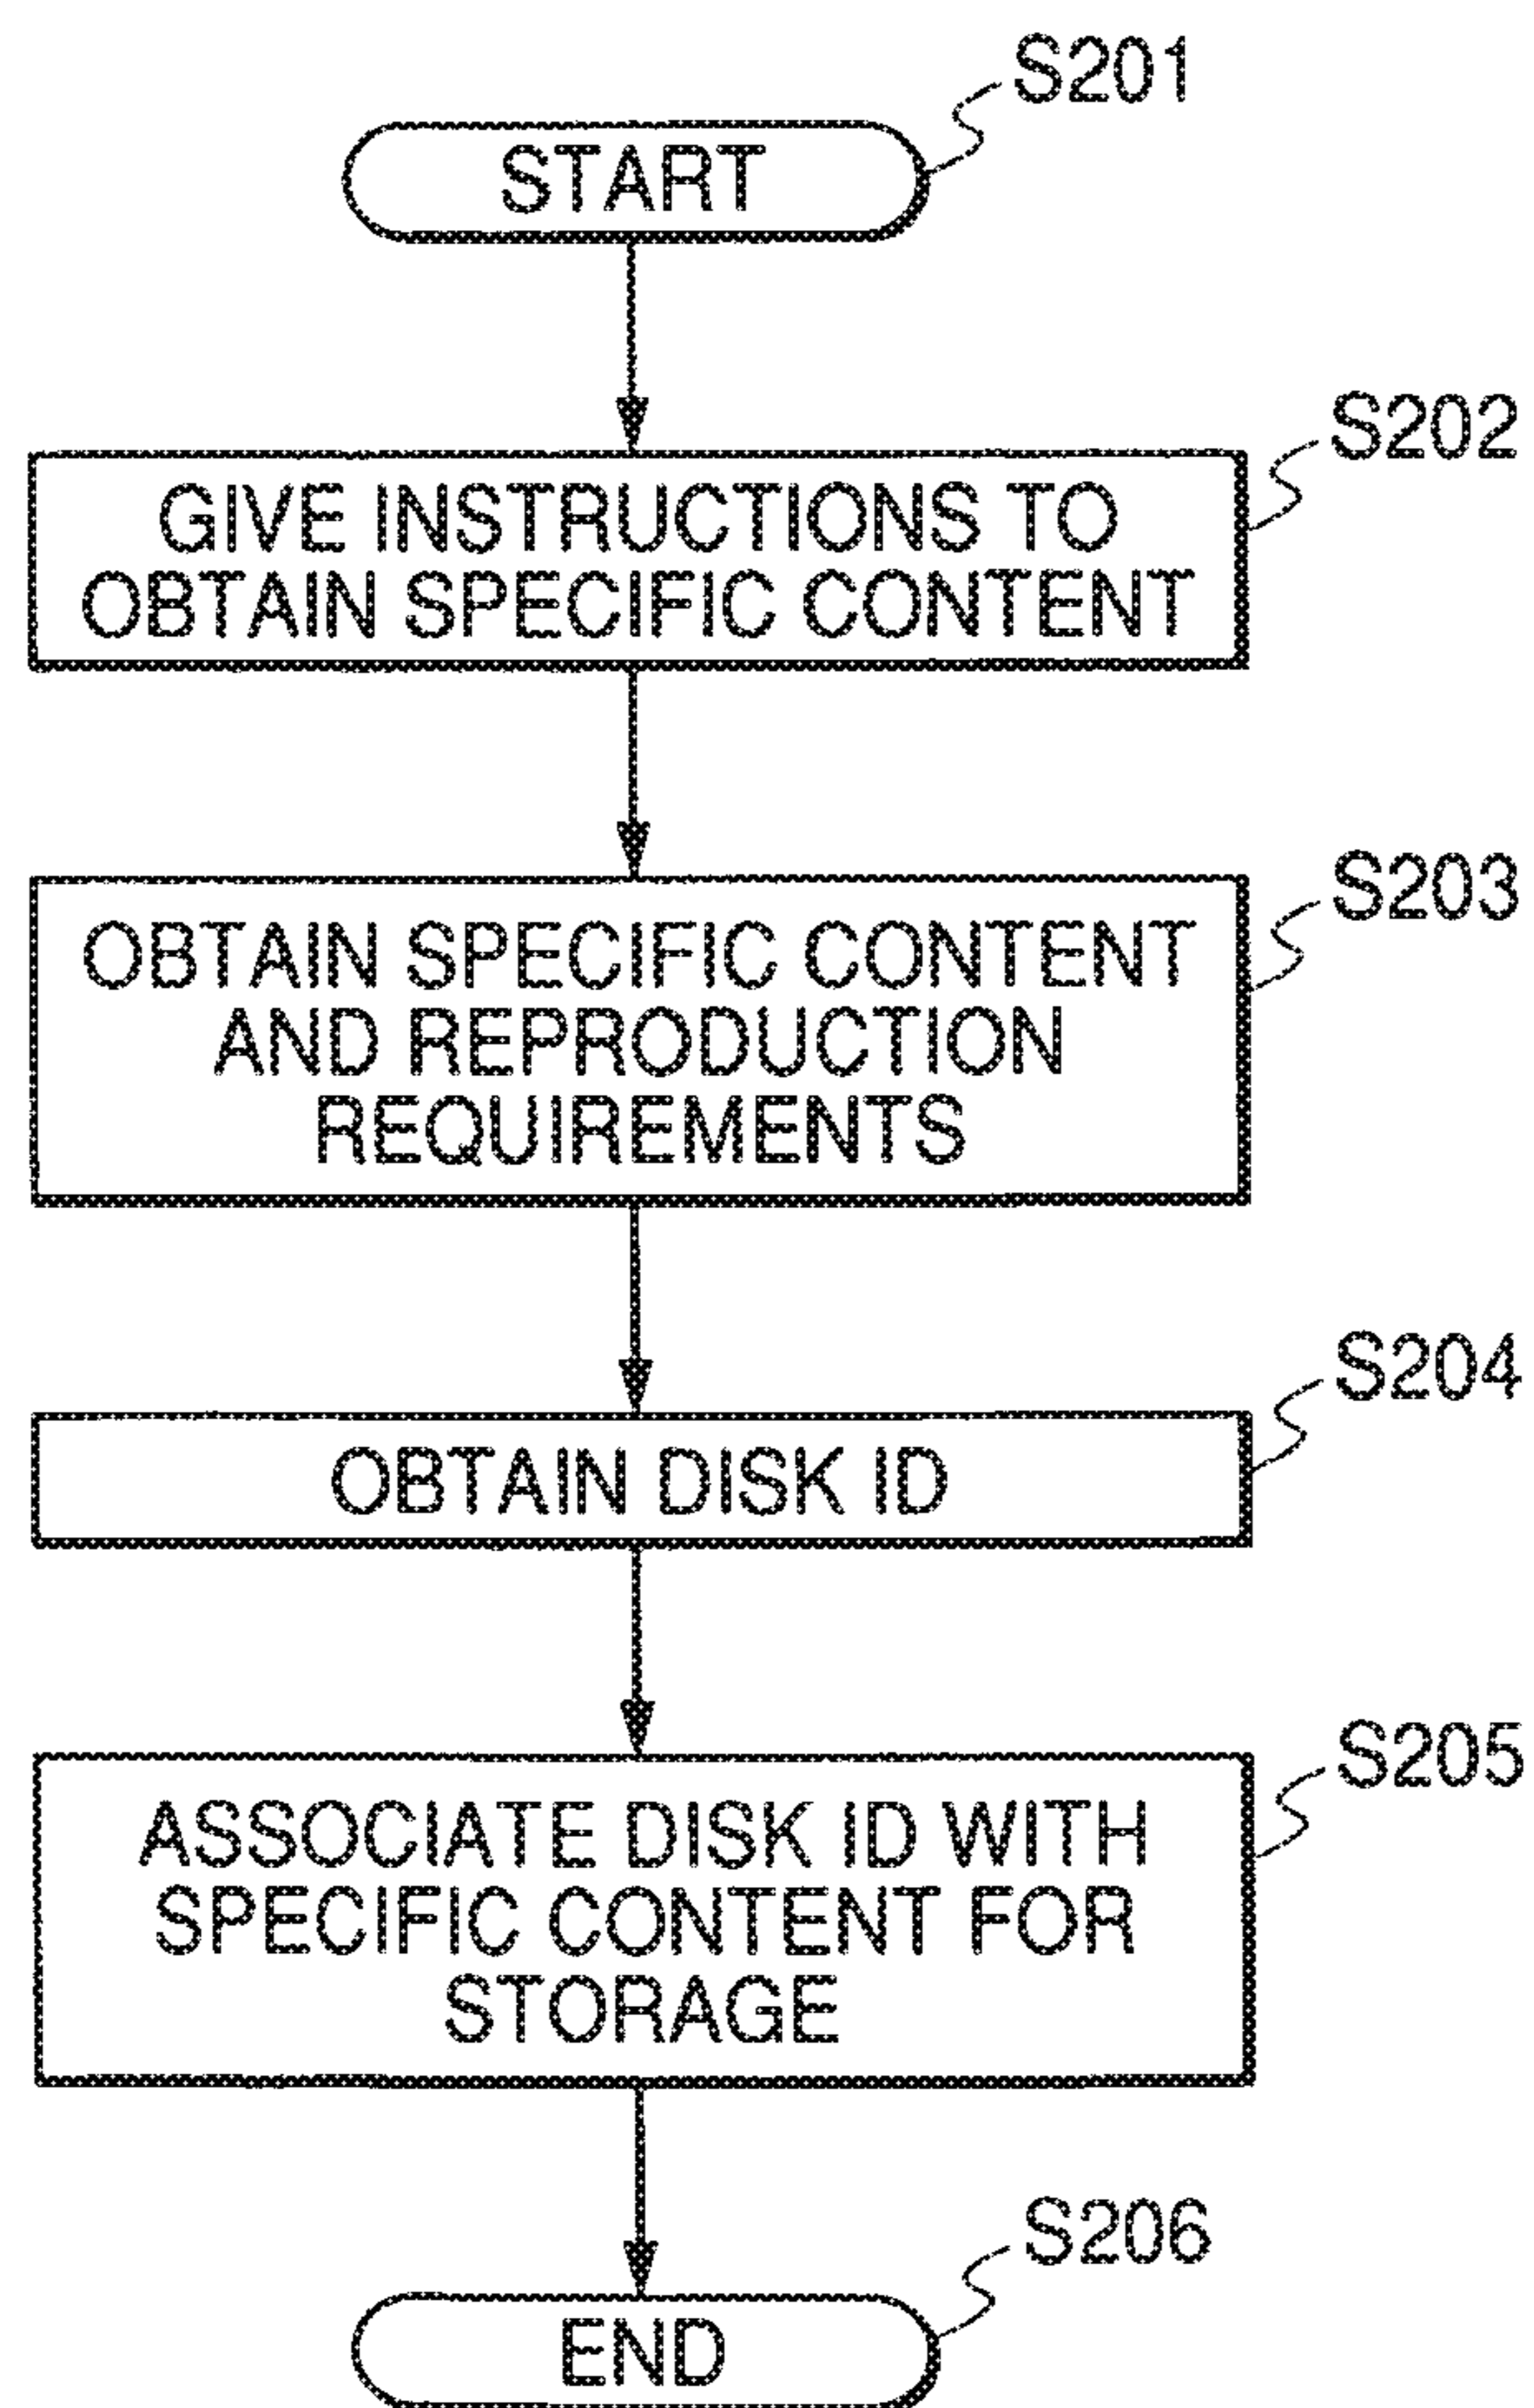 S201
START
S202
GIVE INSTRUCTIONS TO
OBTAIN SPECIFIC CONTENT
S203
OBTAIN SPECIFIC CONTENT
AND REPRODUCTION
REQUIREMENTS
S204
OBTAIN DISK ID
S205
ASSOCIATE DISK ID WITH
SPECIFIC CONTENT FOR
STORAGE
S206
END